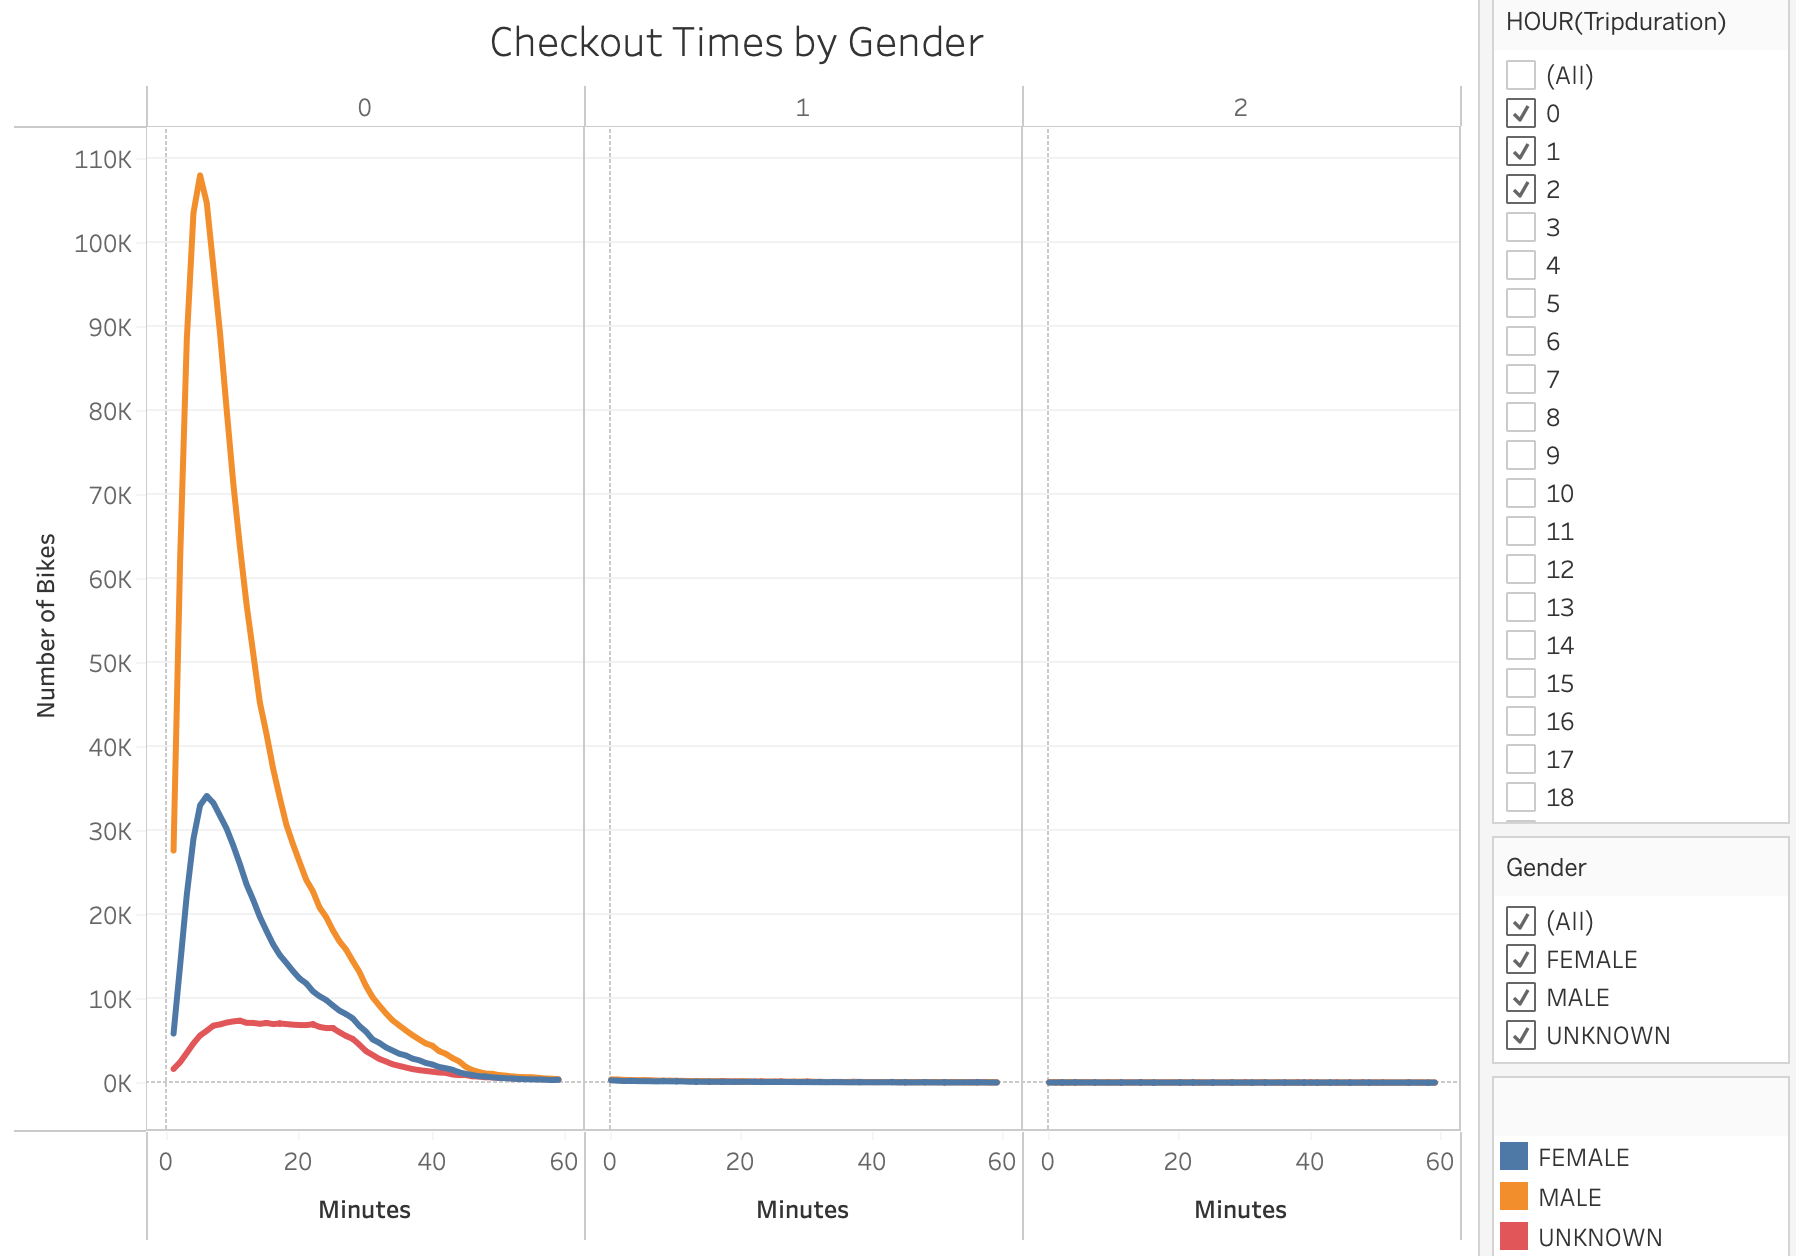 Checkout Times by Gender
0 1 2
110K
100K
90K
80K
70K
60K
50K
40K
30K
20K
10K
0K
Number of Bikes
0 20 40 60 0 20 40 60 0 20 40 60
Minutes Minutes Minutes
HOUR(Tripduration)
(All)
0
1
2
3
4
5
6
7
8
9
10
11
12
13
14
15
16
17
18
Gender
(All)
FEMALE
MALE
UNKNOWN
FEMALE
MALE
UNKNOWN